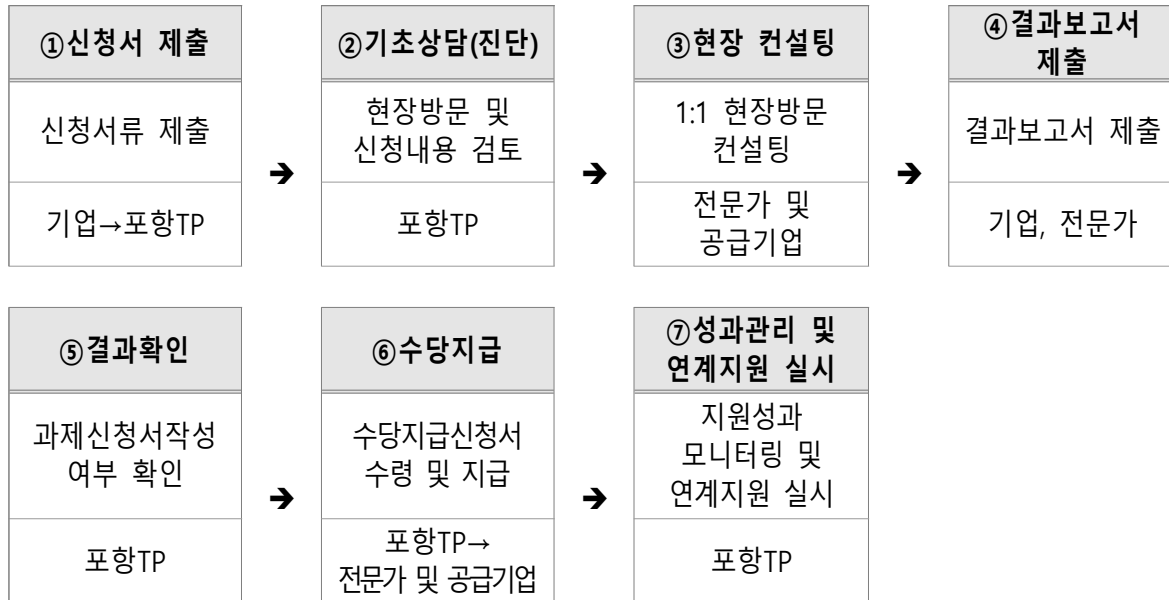 ①신청서 제출
신청서류 제출
기업→포항TP
➔
②기초상담(진단)
현장방문 및
신청내용 검토
포항TP
➔
③현장 컨설팅
1:1 현장방문
컨설팅
전문가 및
공급기업
➔
④결과보고서
제출
결과보고서 제출
기업, 전문가
⑤결과확인
과제신청서작성
여부 확인
포항TP
➔
⑥수당지급
수당지급신청서
수령 및 지급
포항TP→
전문가 및 공급기업
➔
⑦성과관리 및
연계지원 실시
지원성과
모니터링 및
연계지원 실시
포항TP